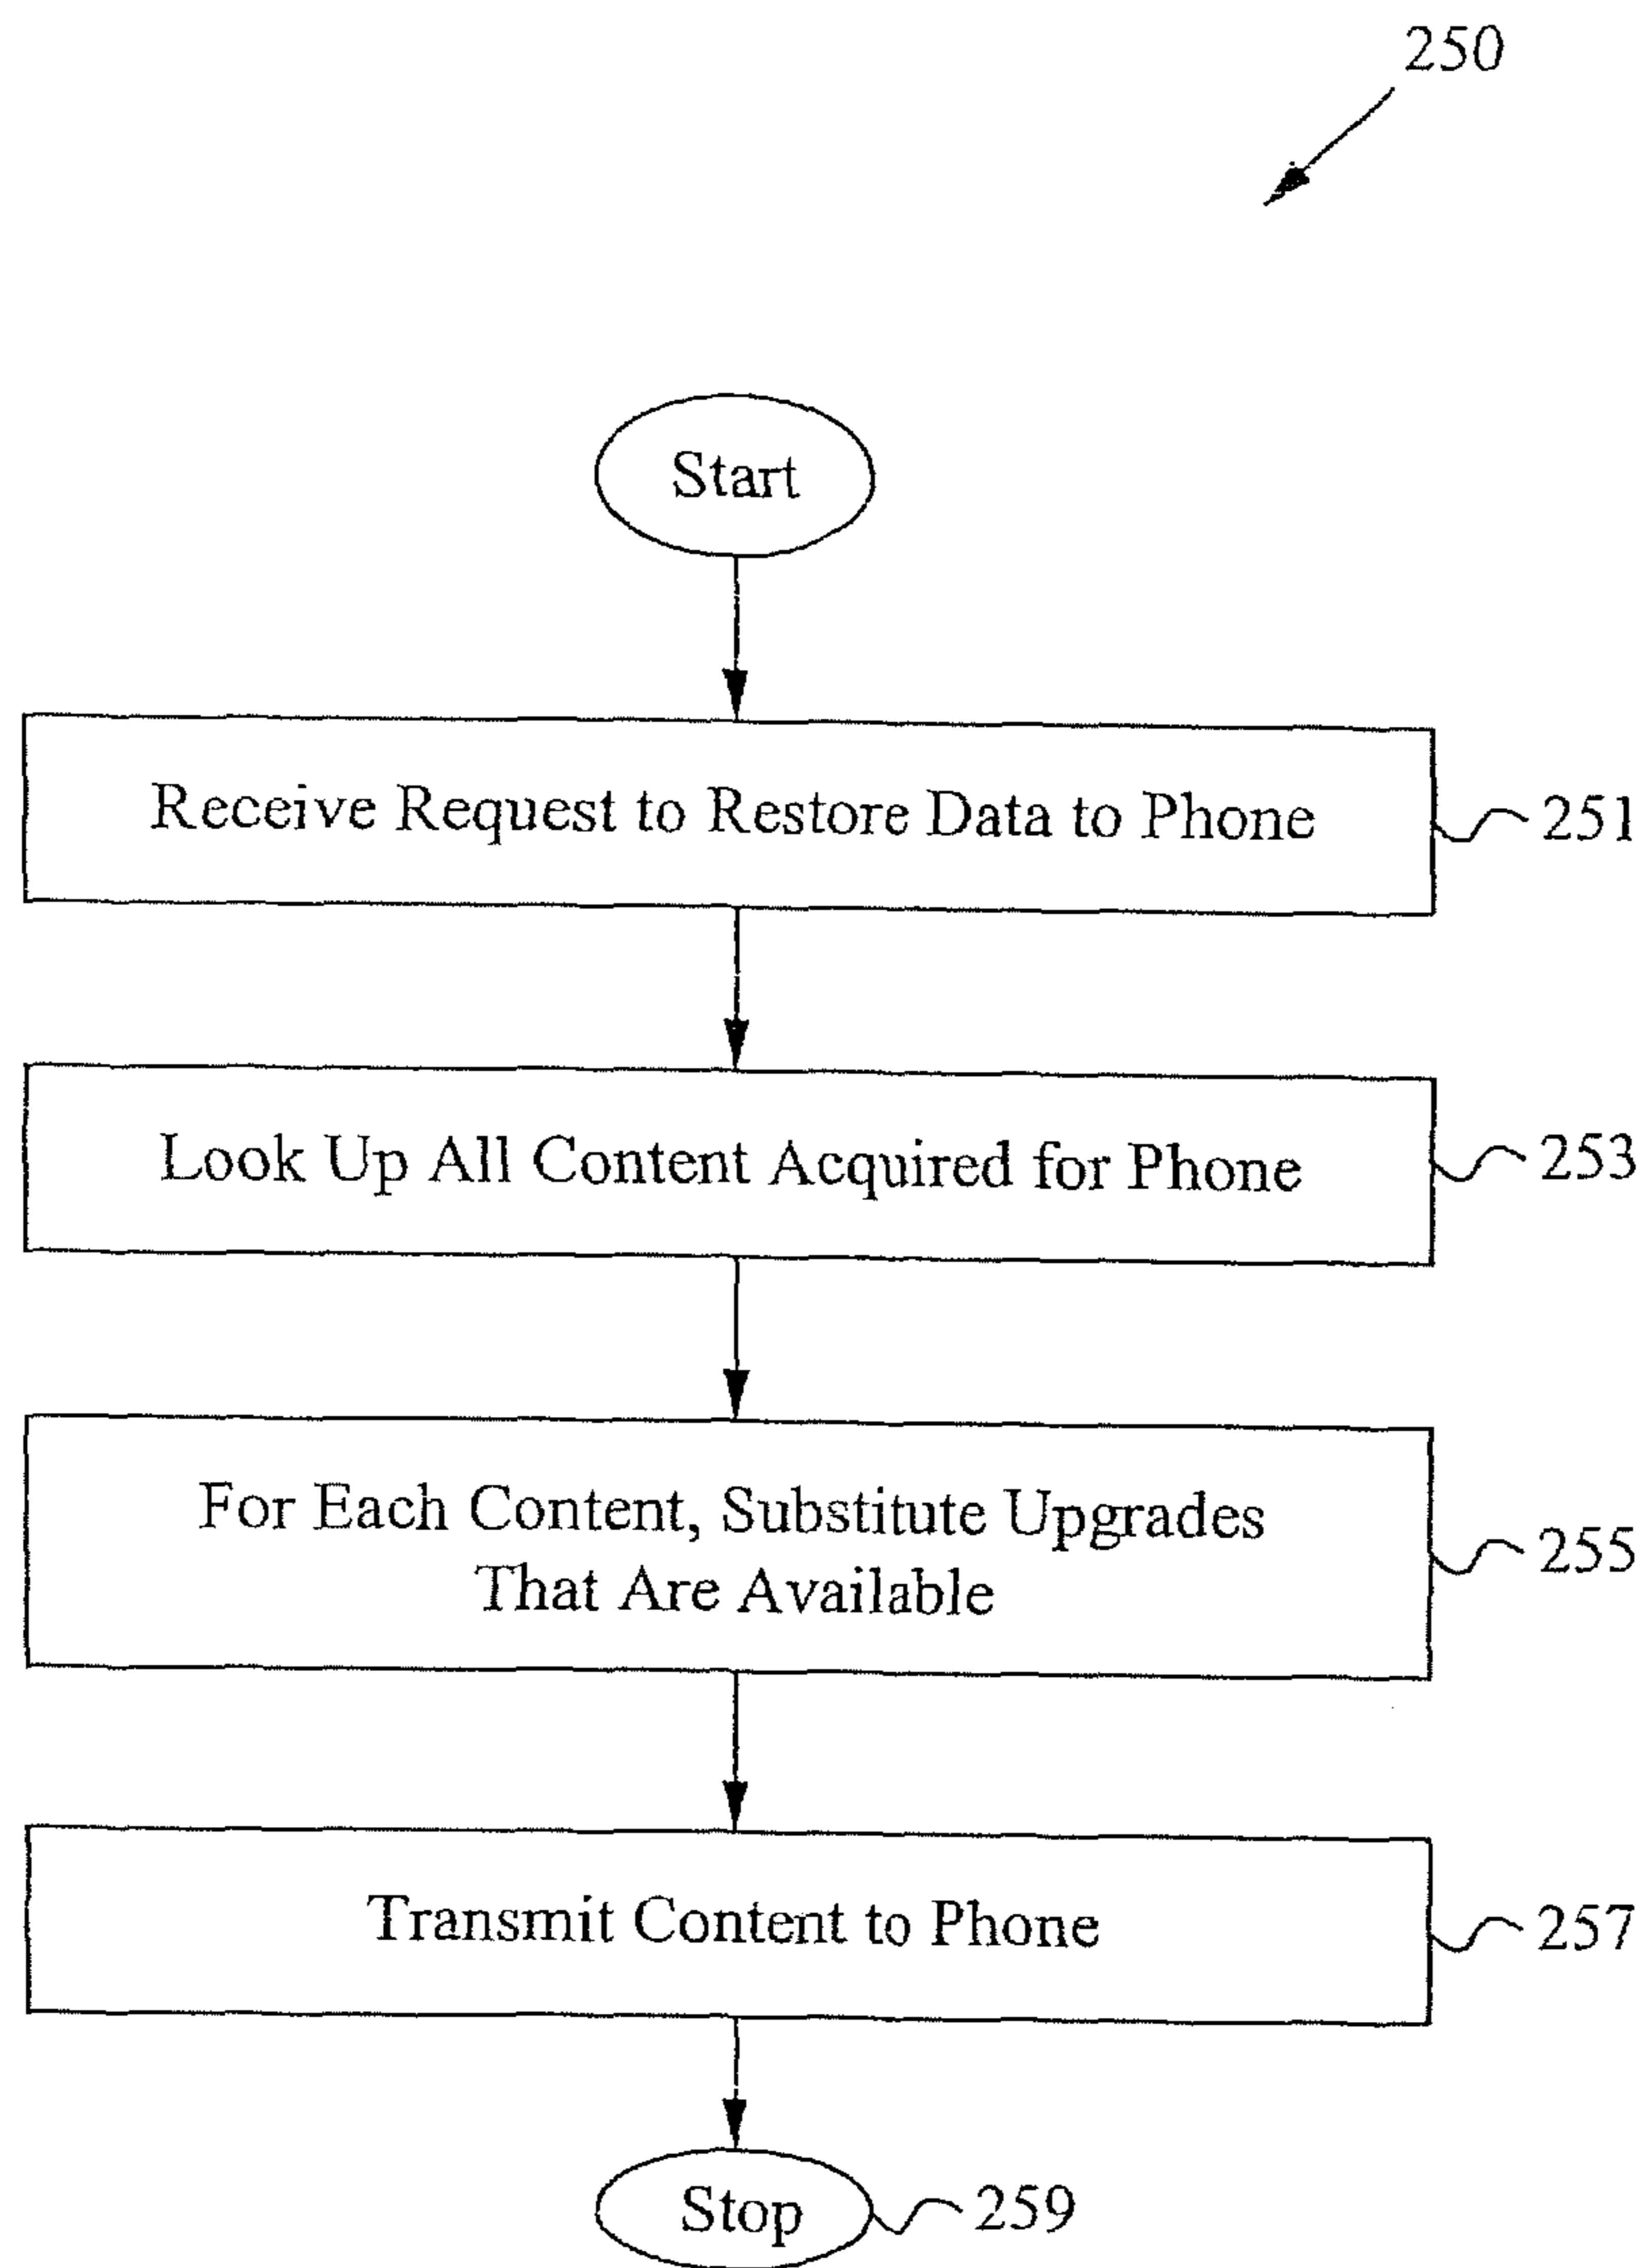 250
Start
Receive Request to Restore Data to Phone
251
Look Up All Content Acquired for Phone
253
For Each Content, Substitute Upgrades
That Are Available
255
Transmit Content to Phone
257
Stop
259